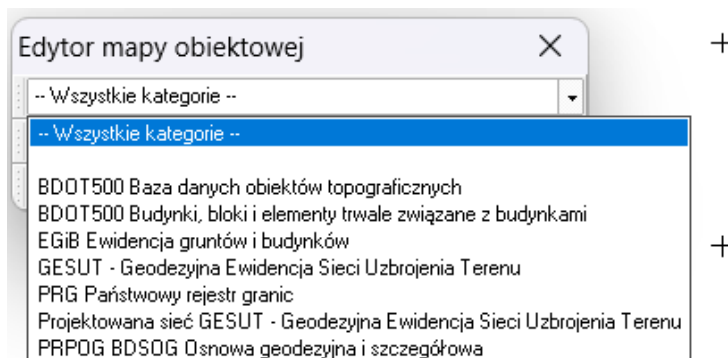 Edytor mapy obiektowej
-- Wszystkie kategorie --
-- Wszystkie kategorie --
BDOT500 Baza danych obiektów topograficznych
BDOT500 Budynki, bloki i elementy trwale związane z budynkami
EGiB Ewidencja gruntów i budynków
GESUT - Geodezyjna Ewidencja Sieci Uzbrojenia Terenu
PRG Państwowy rejestr granic
Projektowana sieć GESUT - Geodezyjna Ewidencja Sieci Uzbrojenia Terenu
PRPOG BDSOG Osnowa geodezyjna i szczegółowa